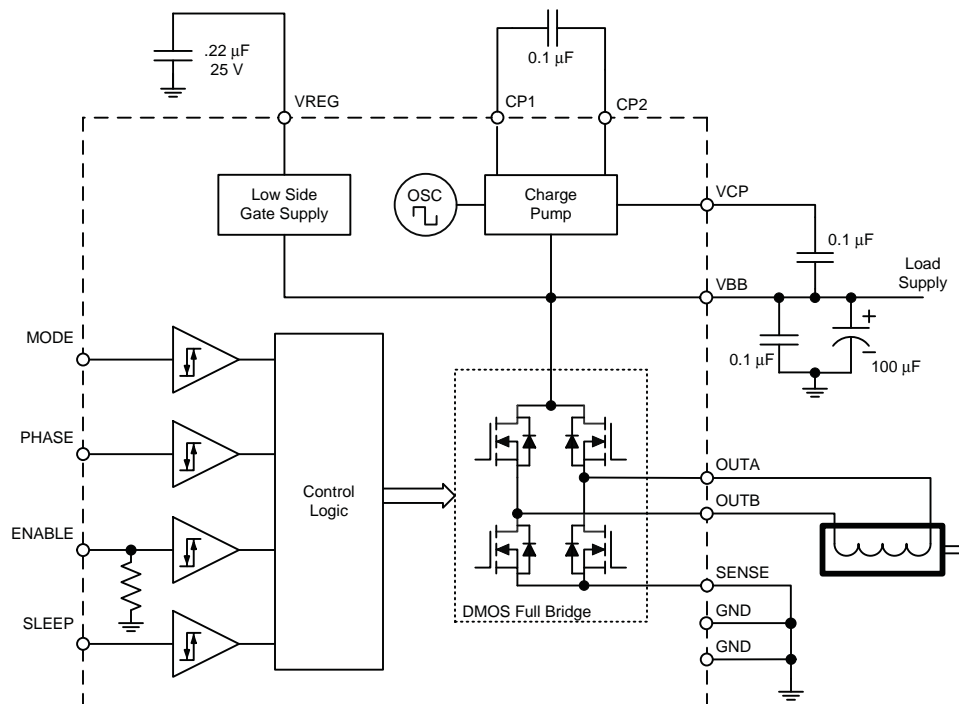 .22 µF
25 V
0.1 µF
VREG
CP1
CP2
Low Side
Gate Supply
OSC
Charge
Pump
VCP
0.1 µF
Load
Supply
VBB
MODE
0.1 µF
+
100 µF
PHASE
Control
Logic
OUTA
OUTB
ENABLE
SENSE
DMOS Full Bridge
GND
SLEEP
GND